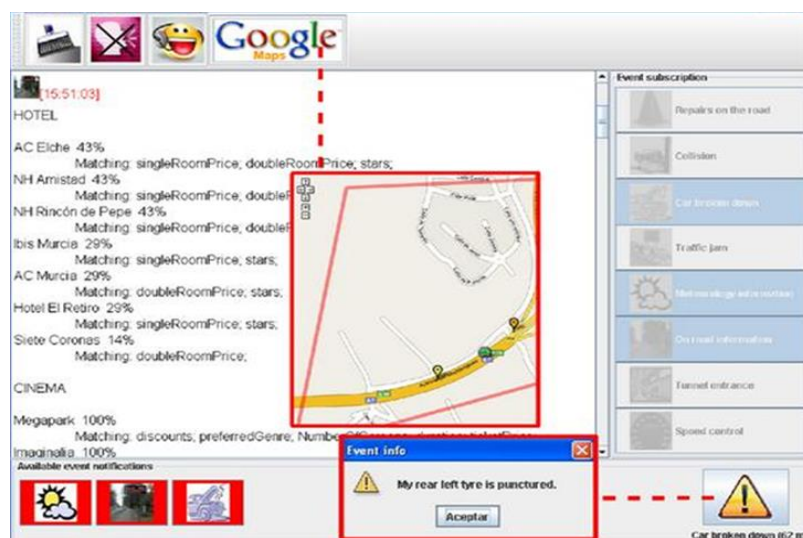 Google
Maps
[15:51:03]
HOTEL
AC Elche 43%
Matching: singleRoomPrice; doubleRoomPrice; stars;
NH Amistad 43%
Matching: singleRoomPrice;
NH Rincón de Pepe 43%
Matching: singleRoomPrice;
Ibis Murcia 29%
Matching: singleRoomPrice; stars;
AC Murcia 29%
Matching: doubleRoomPrice; stars;
Hotel El Retiro 29%
Matching: singleRoomPrice; stars;
Siete Coronas 14%
Matching: doubleRoomPrice;
CINEMA
Megapark 100%
Matching: discounts; preferredGenre;
Imaginalia 100%
Event subscription
Repairs on the road
Collision
Car broken down
Traffic jam
Meteorology information
On road information
Tunnel entrance
Speed control
Event info
My rear left tyre is punctured.
Aceptar
Available event notifications
Car broken down (62 m